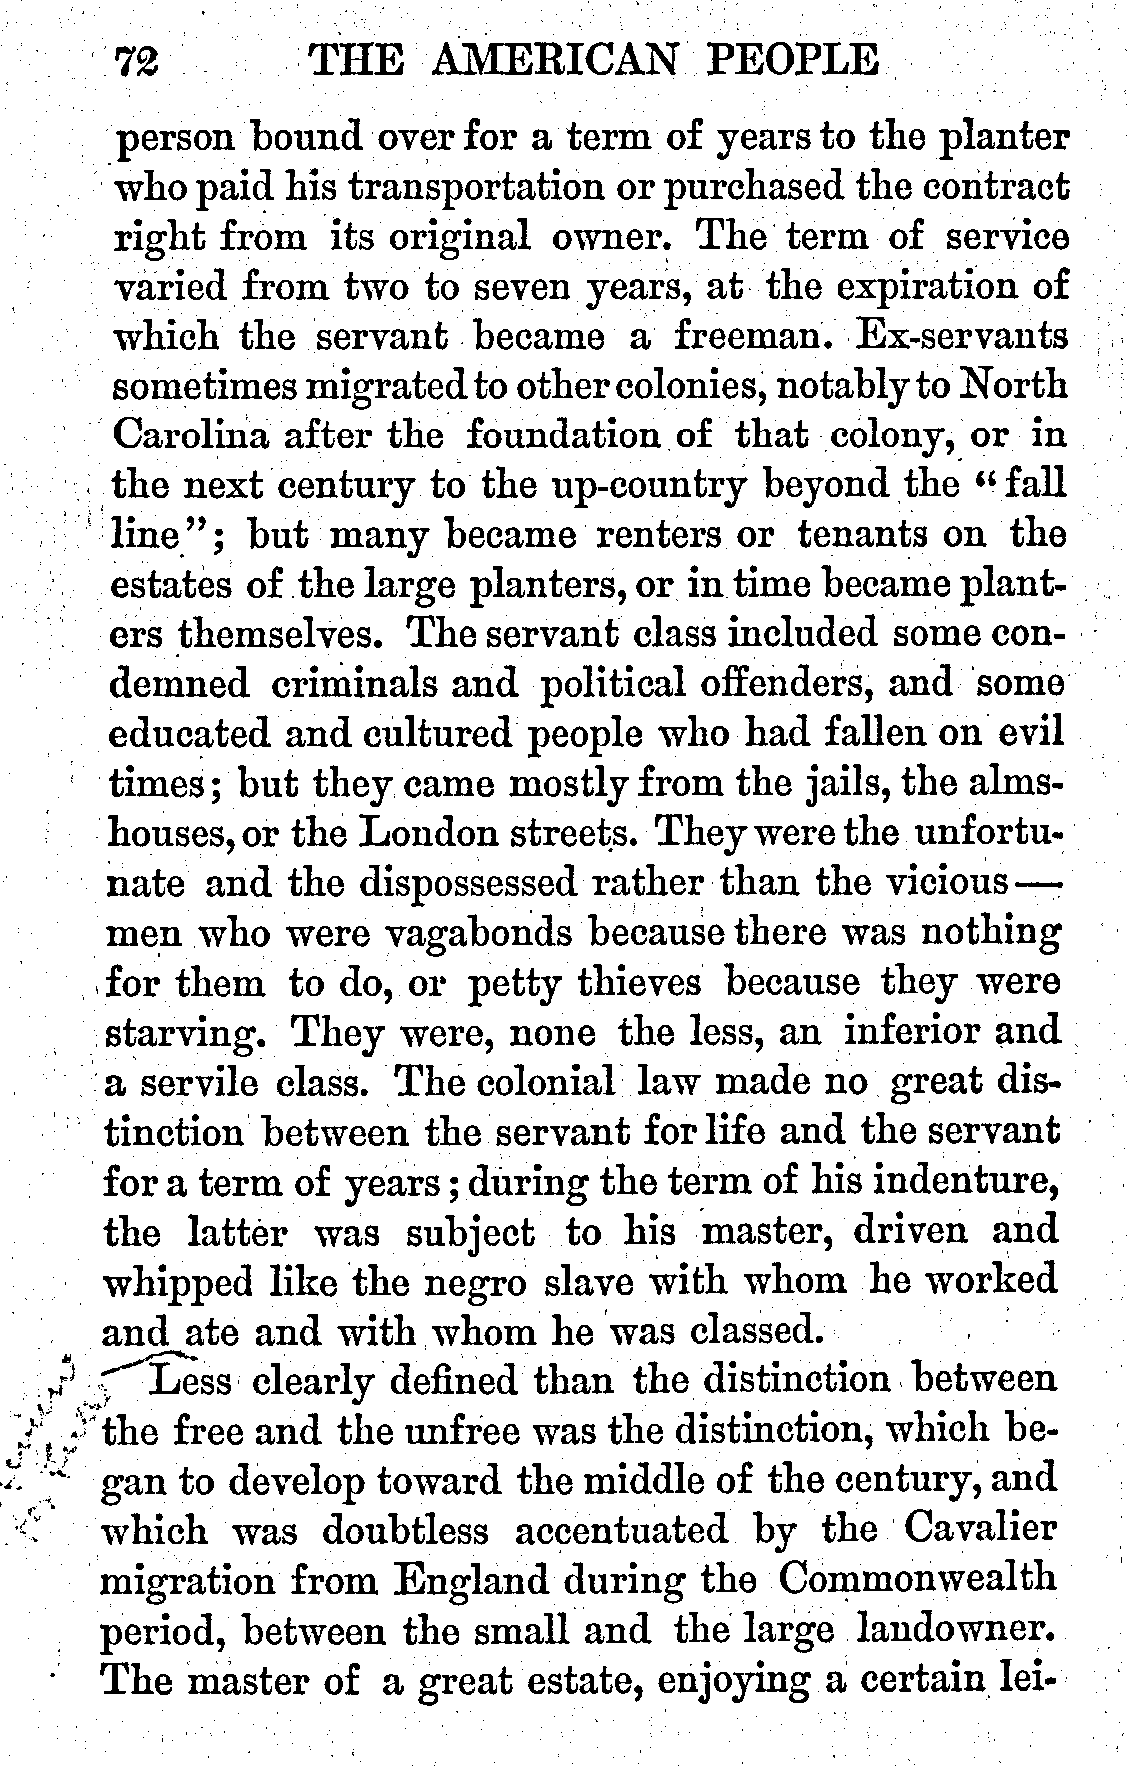 72 THE AMERICAN PEOPLE
person bound over for a term of years to the planter
who paid his transportation or purchased the contract
right from its original owner. The term of service
varied from two to seven years, at the expiration of
which the servant became a freeman. Ex-servants
sometimes migrated to other colonies, notably to North
Carolina after the foundation of that colony, or in
the next century to the up-country beyond the “fall
line”; but many became renters or tenants on the
estates of the large planters, or in time became plant-
ers themselves. The servant class included some con-
demned criminals and political offenders, and some
educated and cultured people who had fallen on evil
times; but they came mostly from the jails, the alms-
houses, or the London streets. They were the unfortu-
nate and the dispossessed rather than the vicious—
men who were vagabonds because there was nothing
for them to do, or petty thieves because they were
starving. They were, none the less, an inferior and
a servile class. The colonial law made no great dis-
tinction between the servant for life and the servant
for a term of years; during the term of his indenture,
the latter was subject to his master, driven and
whipped like the negro slave with whom he worked
and ate and with whom he was classed.
Less clearly defined than the distinction between
the free and the unfree was the distinction, which be-
gan to develop toward the middle of the century, and
which was doubtless accentuated by the Cavalier
migration from England during the Commonwealth
period, between the small and the large landowner.
The master of a great estate, enjoying a certain lei-